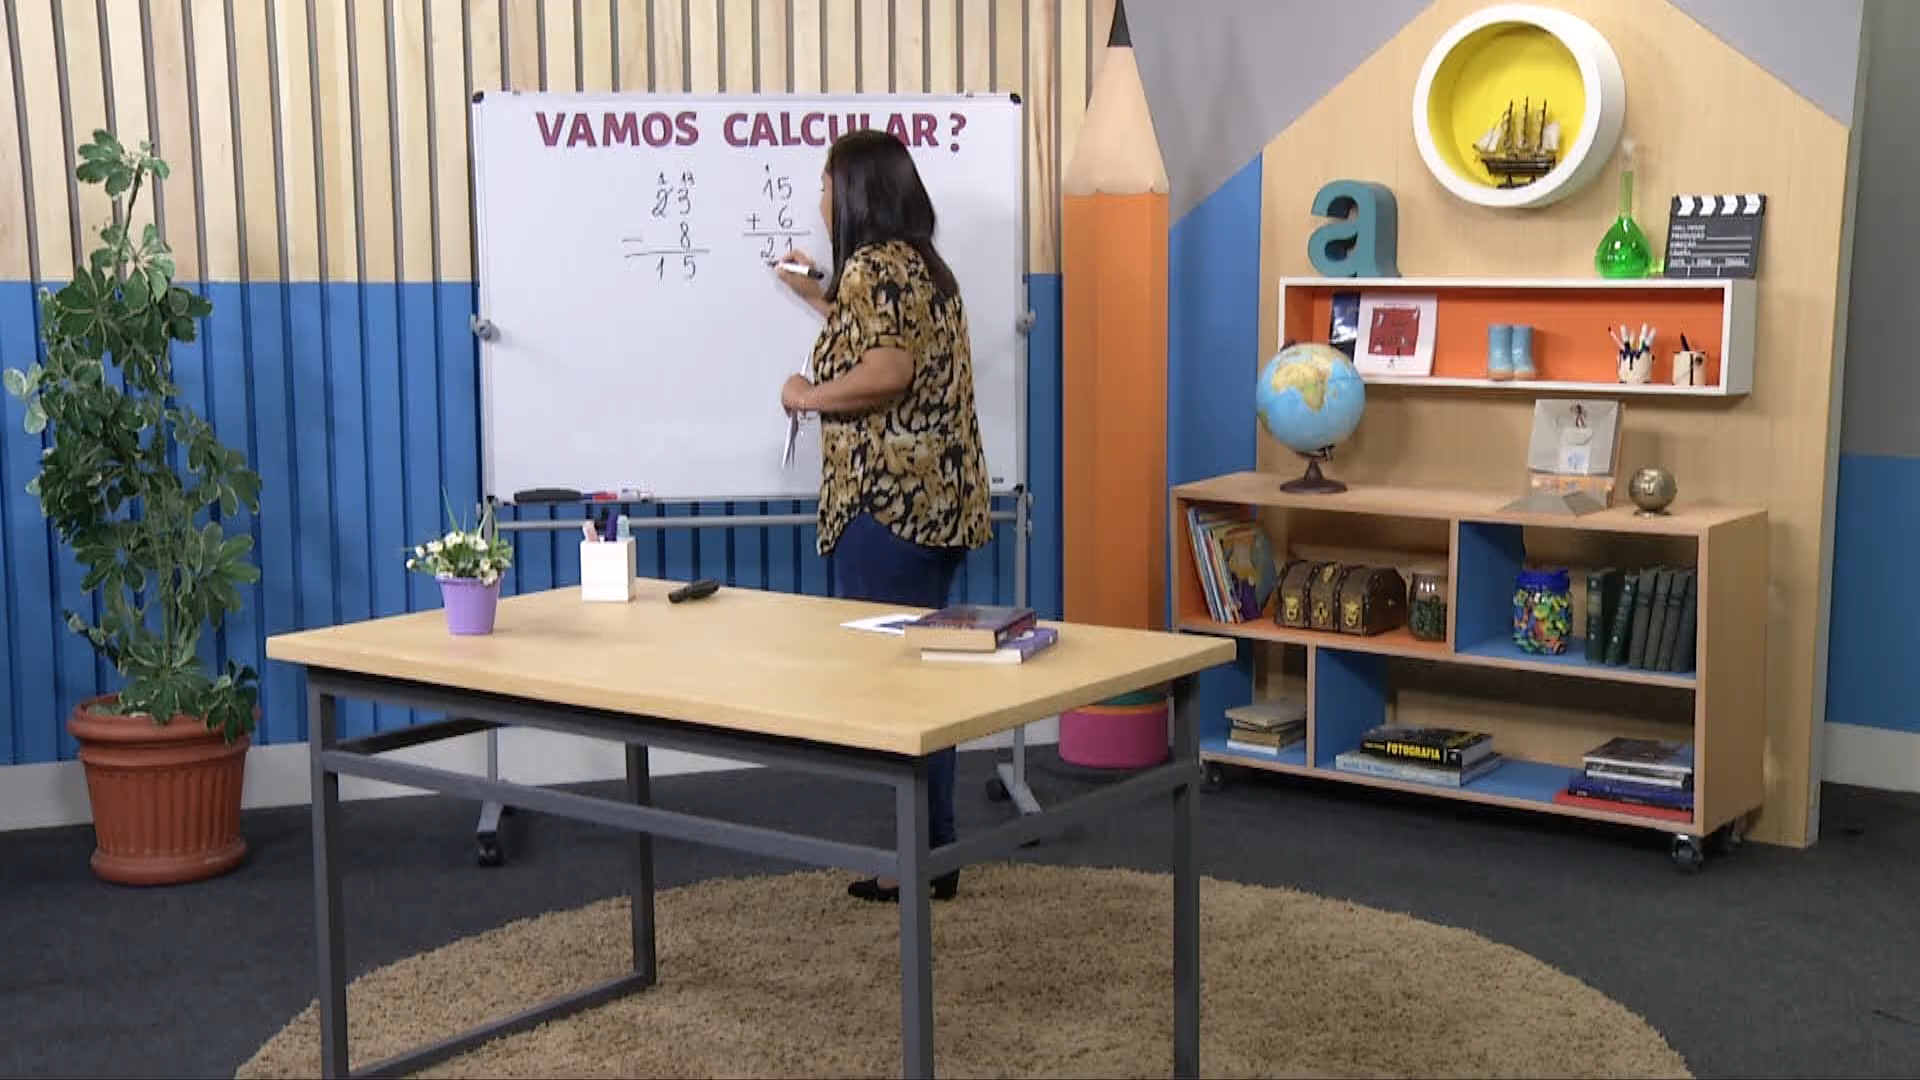 VAMOS CALCULAR?
1 13
23
- 8
15
1
15
+ 6
21
a
FOTOGRAFIA